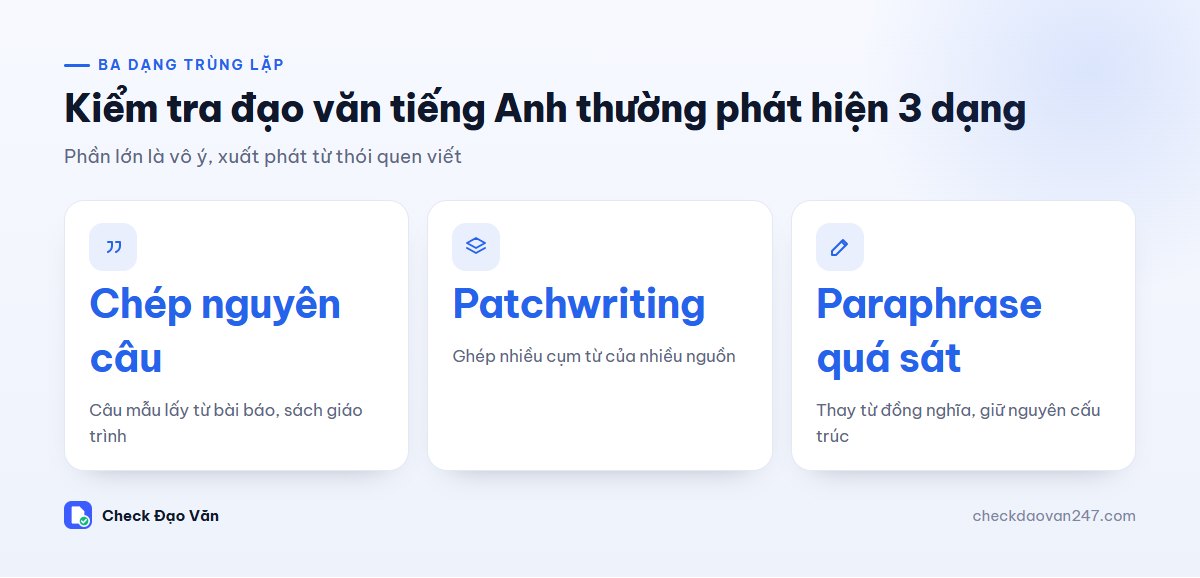 BA DẠNG TRÙNG LẶP
Kiểm tra đạo văn tiếng Anh thường phát hiện 3 dạng
Phần lớn là vô ý, xuất phát từ thói quen viết
Chép nguyên
câu
Câu mẫu lấy từ bài báo, sách giáo
trình
Patchwriting
Ghép nhiều cụm từ của nhiều nguồn
Paraphrase
quá sát
Thay từ đồng nghĩa, giữ nguyên cấu
trúc
Check Đạo Văn
checkdaovan247.com